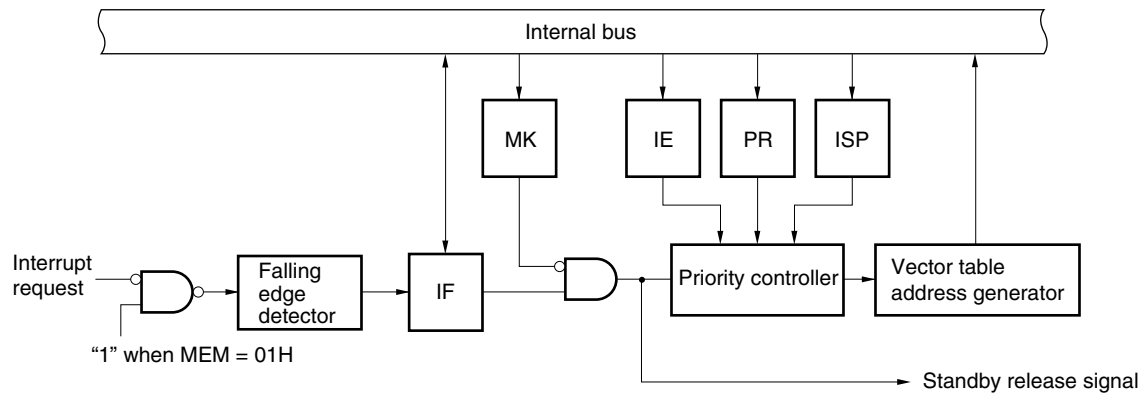 Internal bus
MK
IE
PR
ISP
Interrupt
request
Falling
edge
detector
IF
Priority controller
Vector table
address generator
“1” when MEM = 01H
Standby release signal